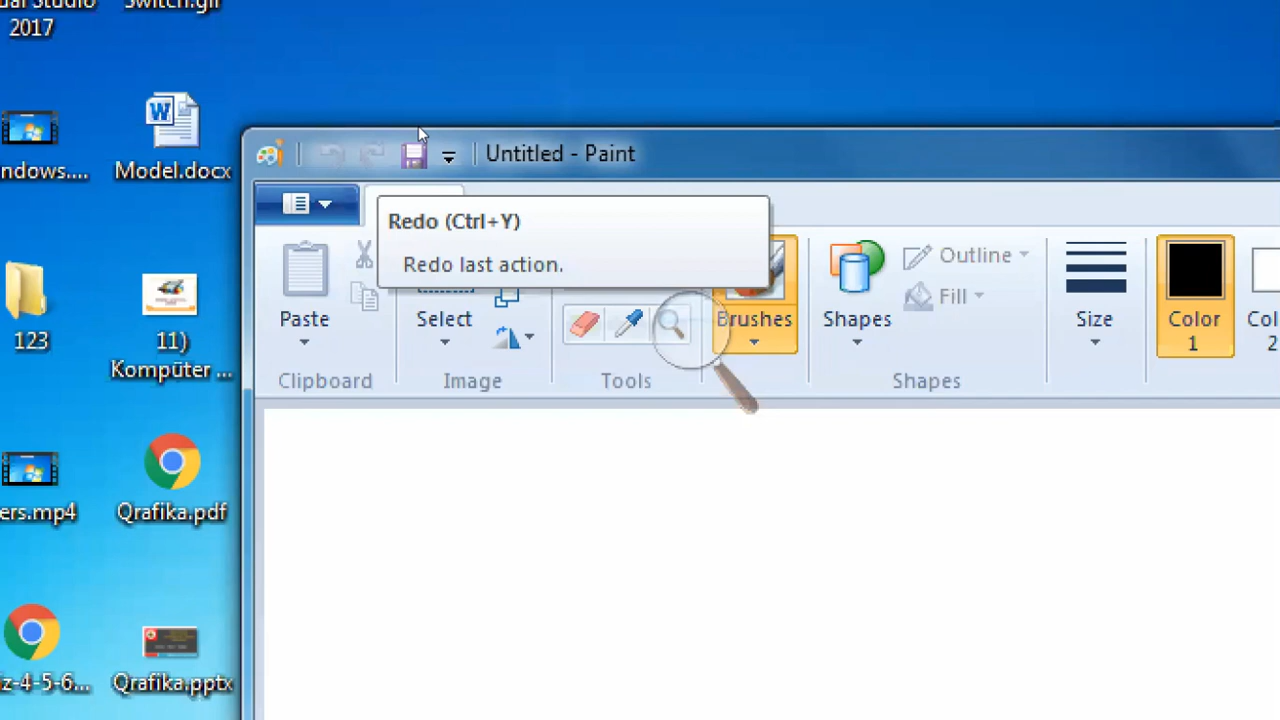 ual Studio
2017
Switch.gif
ndows....
Model.docx
123
11)
Kompüter ...
ers.mp4
Qrafika.pdf
z-4-5-6...
Qrafika.pptx
Untitled - Paint
Redo (Ctrl+Y)
Redo last action.
Paste
Clipboard
Select
Image
Tools
Brushes
Shapes
Outline
Fill
Shapes
Size
Color
1
Col
2